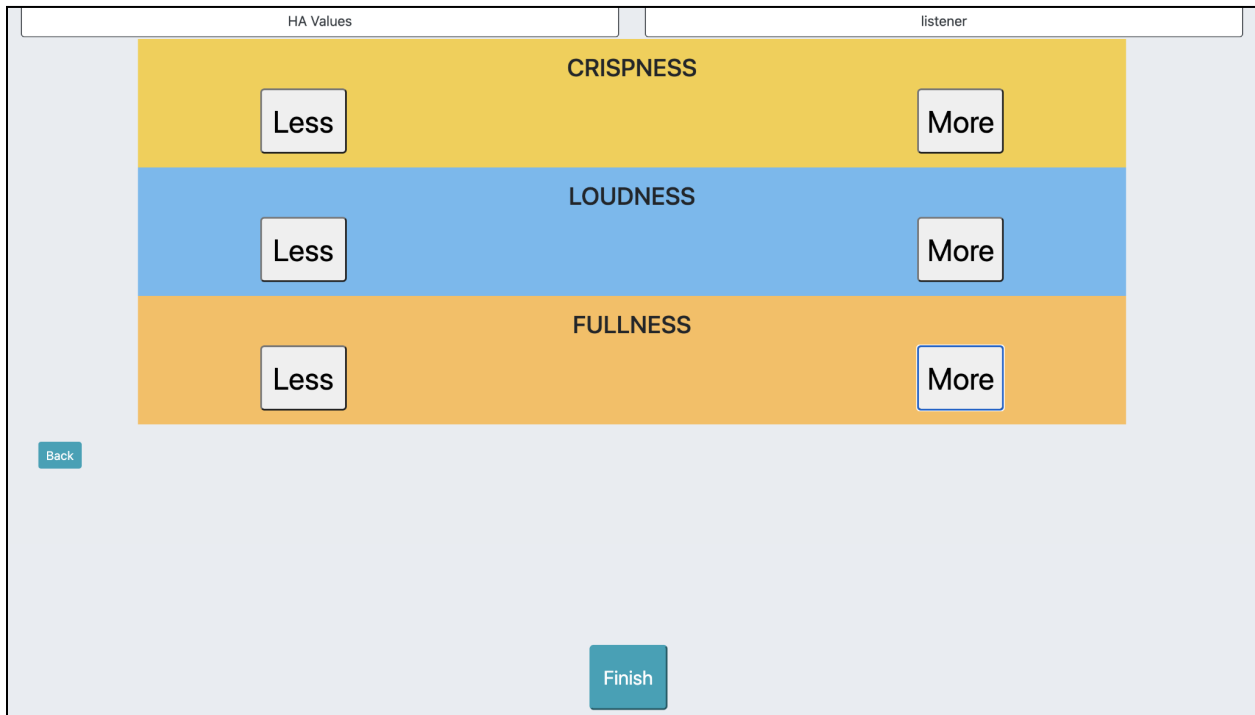 HA Values
listener
CRISPNESS
Less
More
LOUDNESS
Less
More
FULLNESS
Less
More
Back
Finish